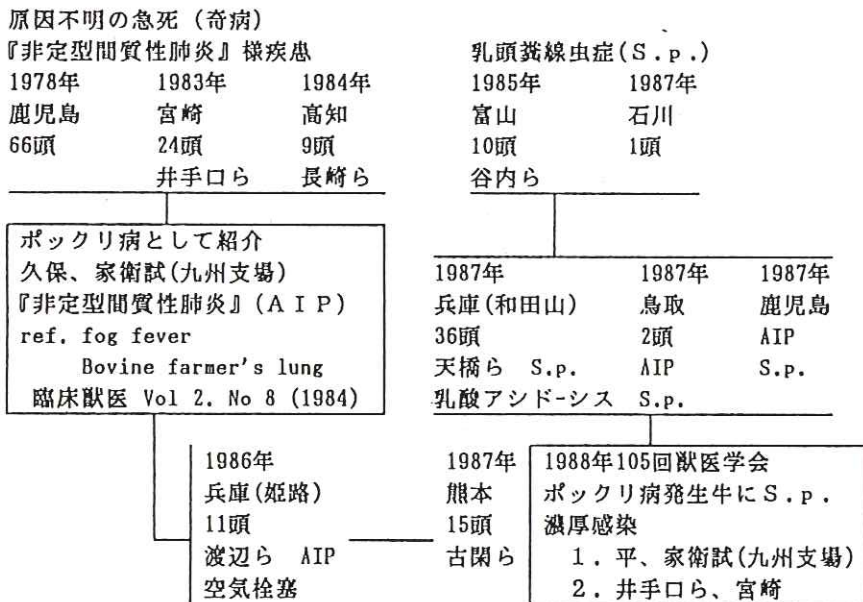 原因不明の急死 (奇病)
『非定型間質性肺炎』様疾患
1978年 1983年 1984年
鹿児島 宮崎 高知
66頭 24頭 9頭
井手口ら 長崎ら
乳頭糞線虫症(S.p.)
1985年 1987年
富山 石川
10頭 1頭
谷内ら
ポックリ病として紹介
久保、家衛試(九州支場)
『非定型間質性肺炎』(AIP)
ref. fog fever
Bovine farmer's lung
臨床獣医 Vol 2. No 8 (1984)
1987年 1987年 1987年
兵庫(和田山) 鳥取 鹿児島
36頭 2頭 AIP
天橋ら S.p. AIP S.p.
乳酸アシド-シス S.p.
1986年
兵庫(姫路)
11頭
渡辺ら AIP
空気栓塞
1987年
熊本
15頭
古閑ら
1988年105回獣医学会
ポックリ病発生牛にS.p.
濃厚感染
1.平、家衛試(九州支場)
2.井手口ら、宮崎